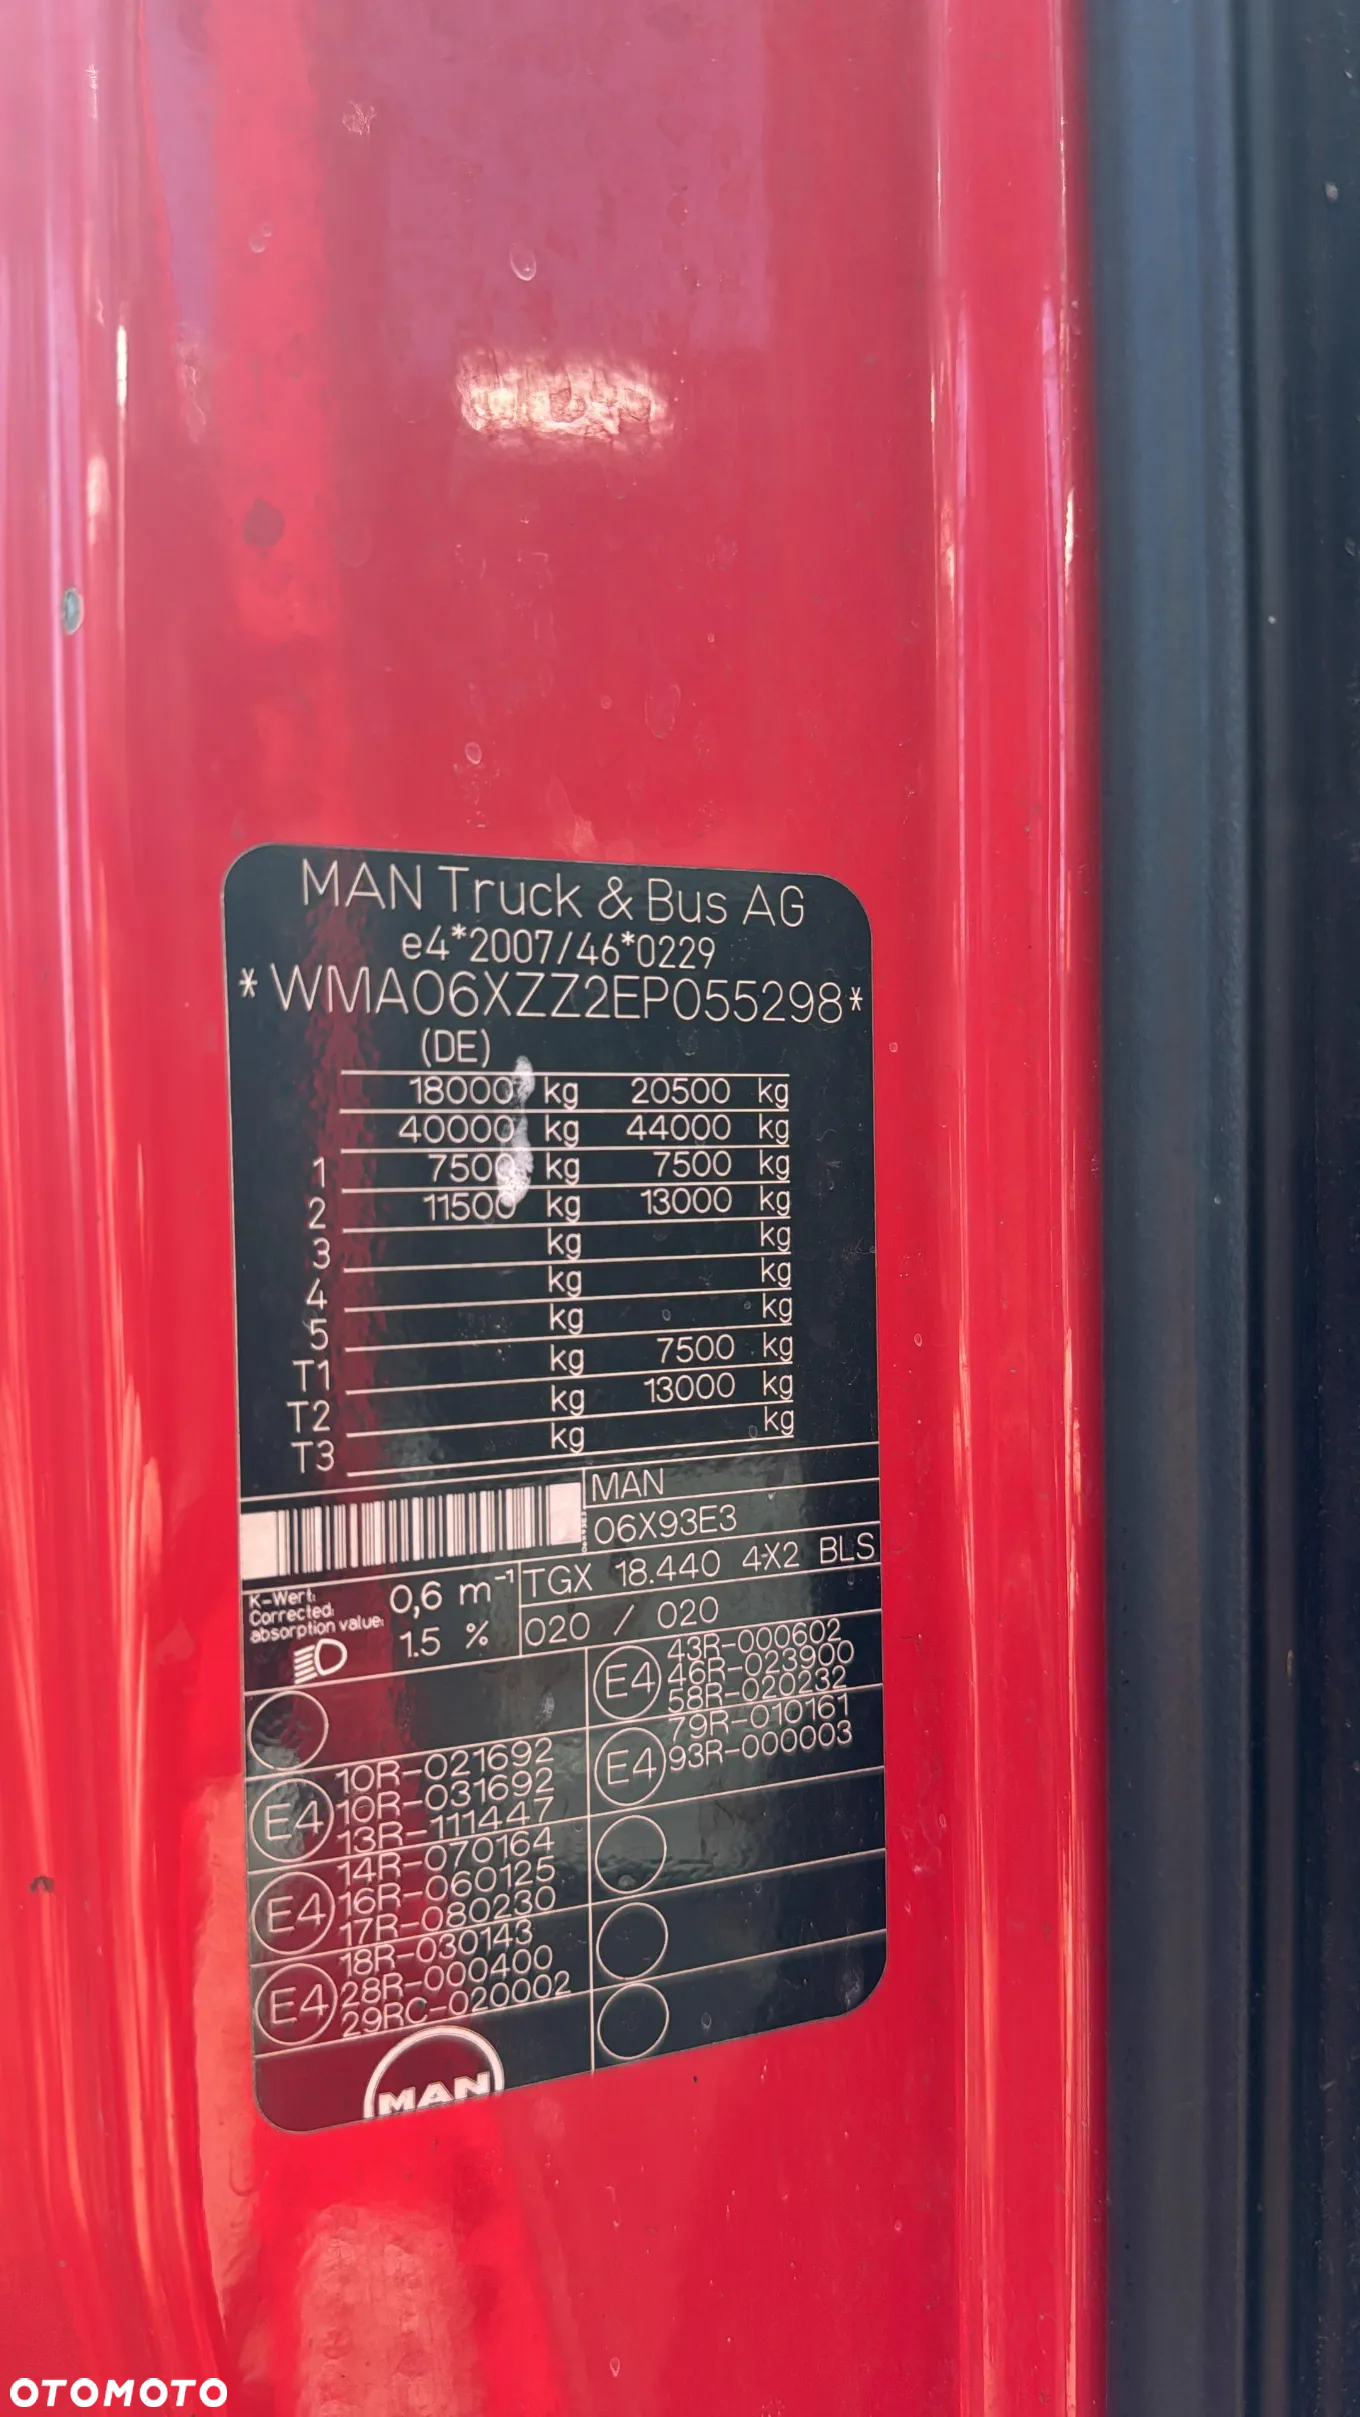 MAN Truck & Bus AG
e4*2007/46*0229
*WMA06XZZ2EP055298*
(DE)
18000 kg 20500 kg
40000 kg 44000 kg
1 7500 kg 7500 kg
2 11500 kg 13000 kg
3 kg kg
4 kg kg
5 kg kg
T1 kg 7500 kg
T2 kg 13000 kg
T3 kg kg
MAN
06X93E3
K-Wert:
Corrected
absorption value:
0,6 m⁻¹
1.5 %
TGX 18.440 4X2 BLS
020 / 020
E4 10R-021692
10R-031692
13R-111447
E4 14R-070164
16R-060125
17R-080230
E4 18R-030143
28R-000400
29RC-020002
E4 43R-000602
46R-023900
58R-020232
E4 79R-010161
93R-000003
MAN
OTOMOTO